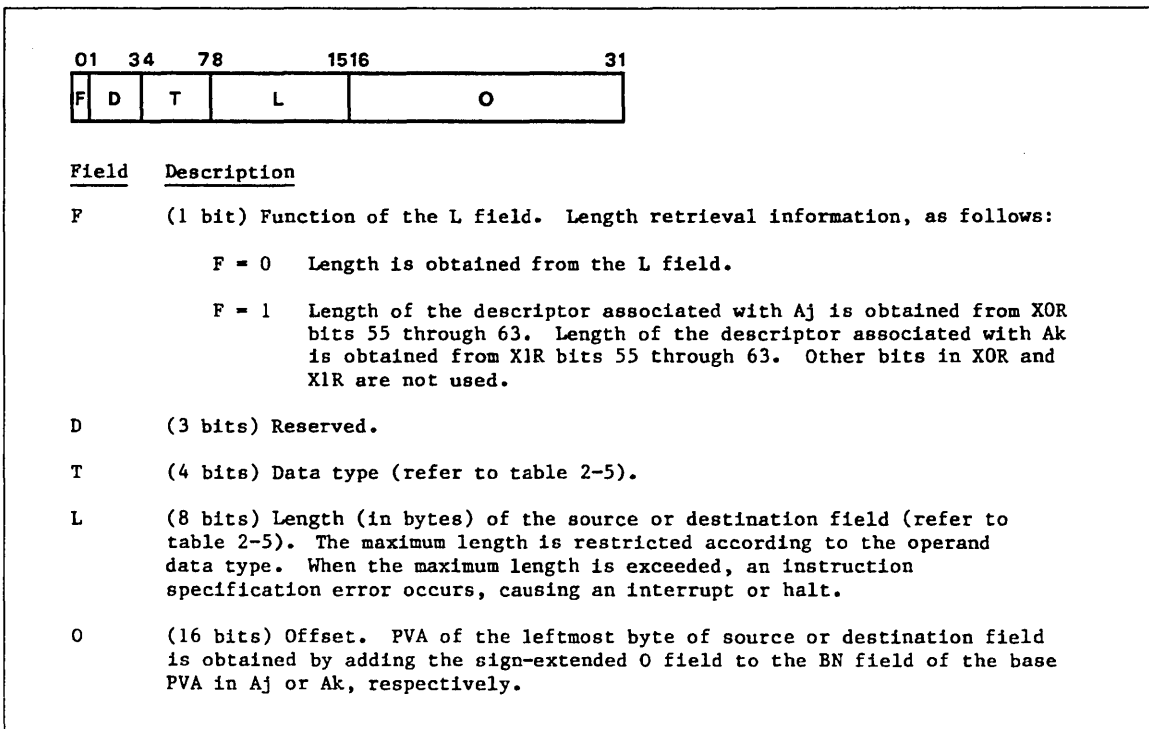 01 34 78 1516 31
F D T L O
Field Description
F (1 bit) Function of the L field. Length retrieval information, as follows:
F = 0 Length is obtained from the L field.
F = 1 Length of the descriptor associated with Aj is obtained from X0R
bits 55 through 63. Length of the descriptor associated with Ak
is obtained from X1R bits 55 through 63. Other bits in X0R and
X1R are not used.
D (3 bits) Reserved.
T (4 bits) Data type (refer to table 2-5).
L (8 bits) Length (in bytes) of the source or destination field (refer to
table 2-5). The maximum length is restricted according to the operand
data type. When the maximum length is exceeded, an instruction
specification error occurs, causing an interrupt or halt.
O (16 bits) Offset. PVA of the leftmost byte of source or destination field
is obtained by adding the sign-extended O field to the BN field of the base
PVA in Aj or Ak, respectively.